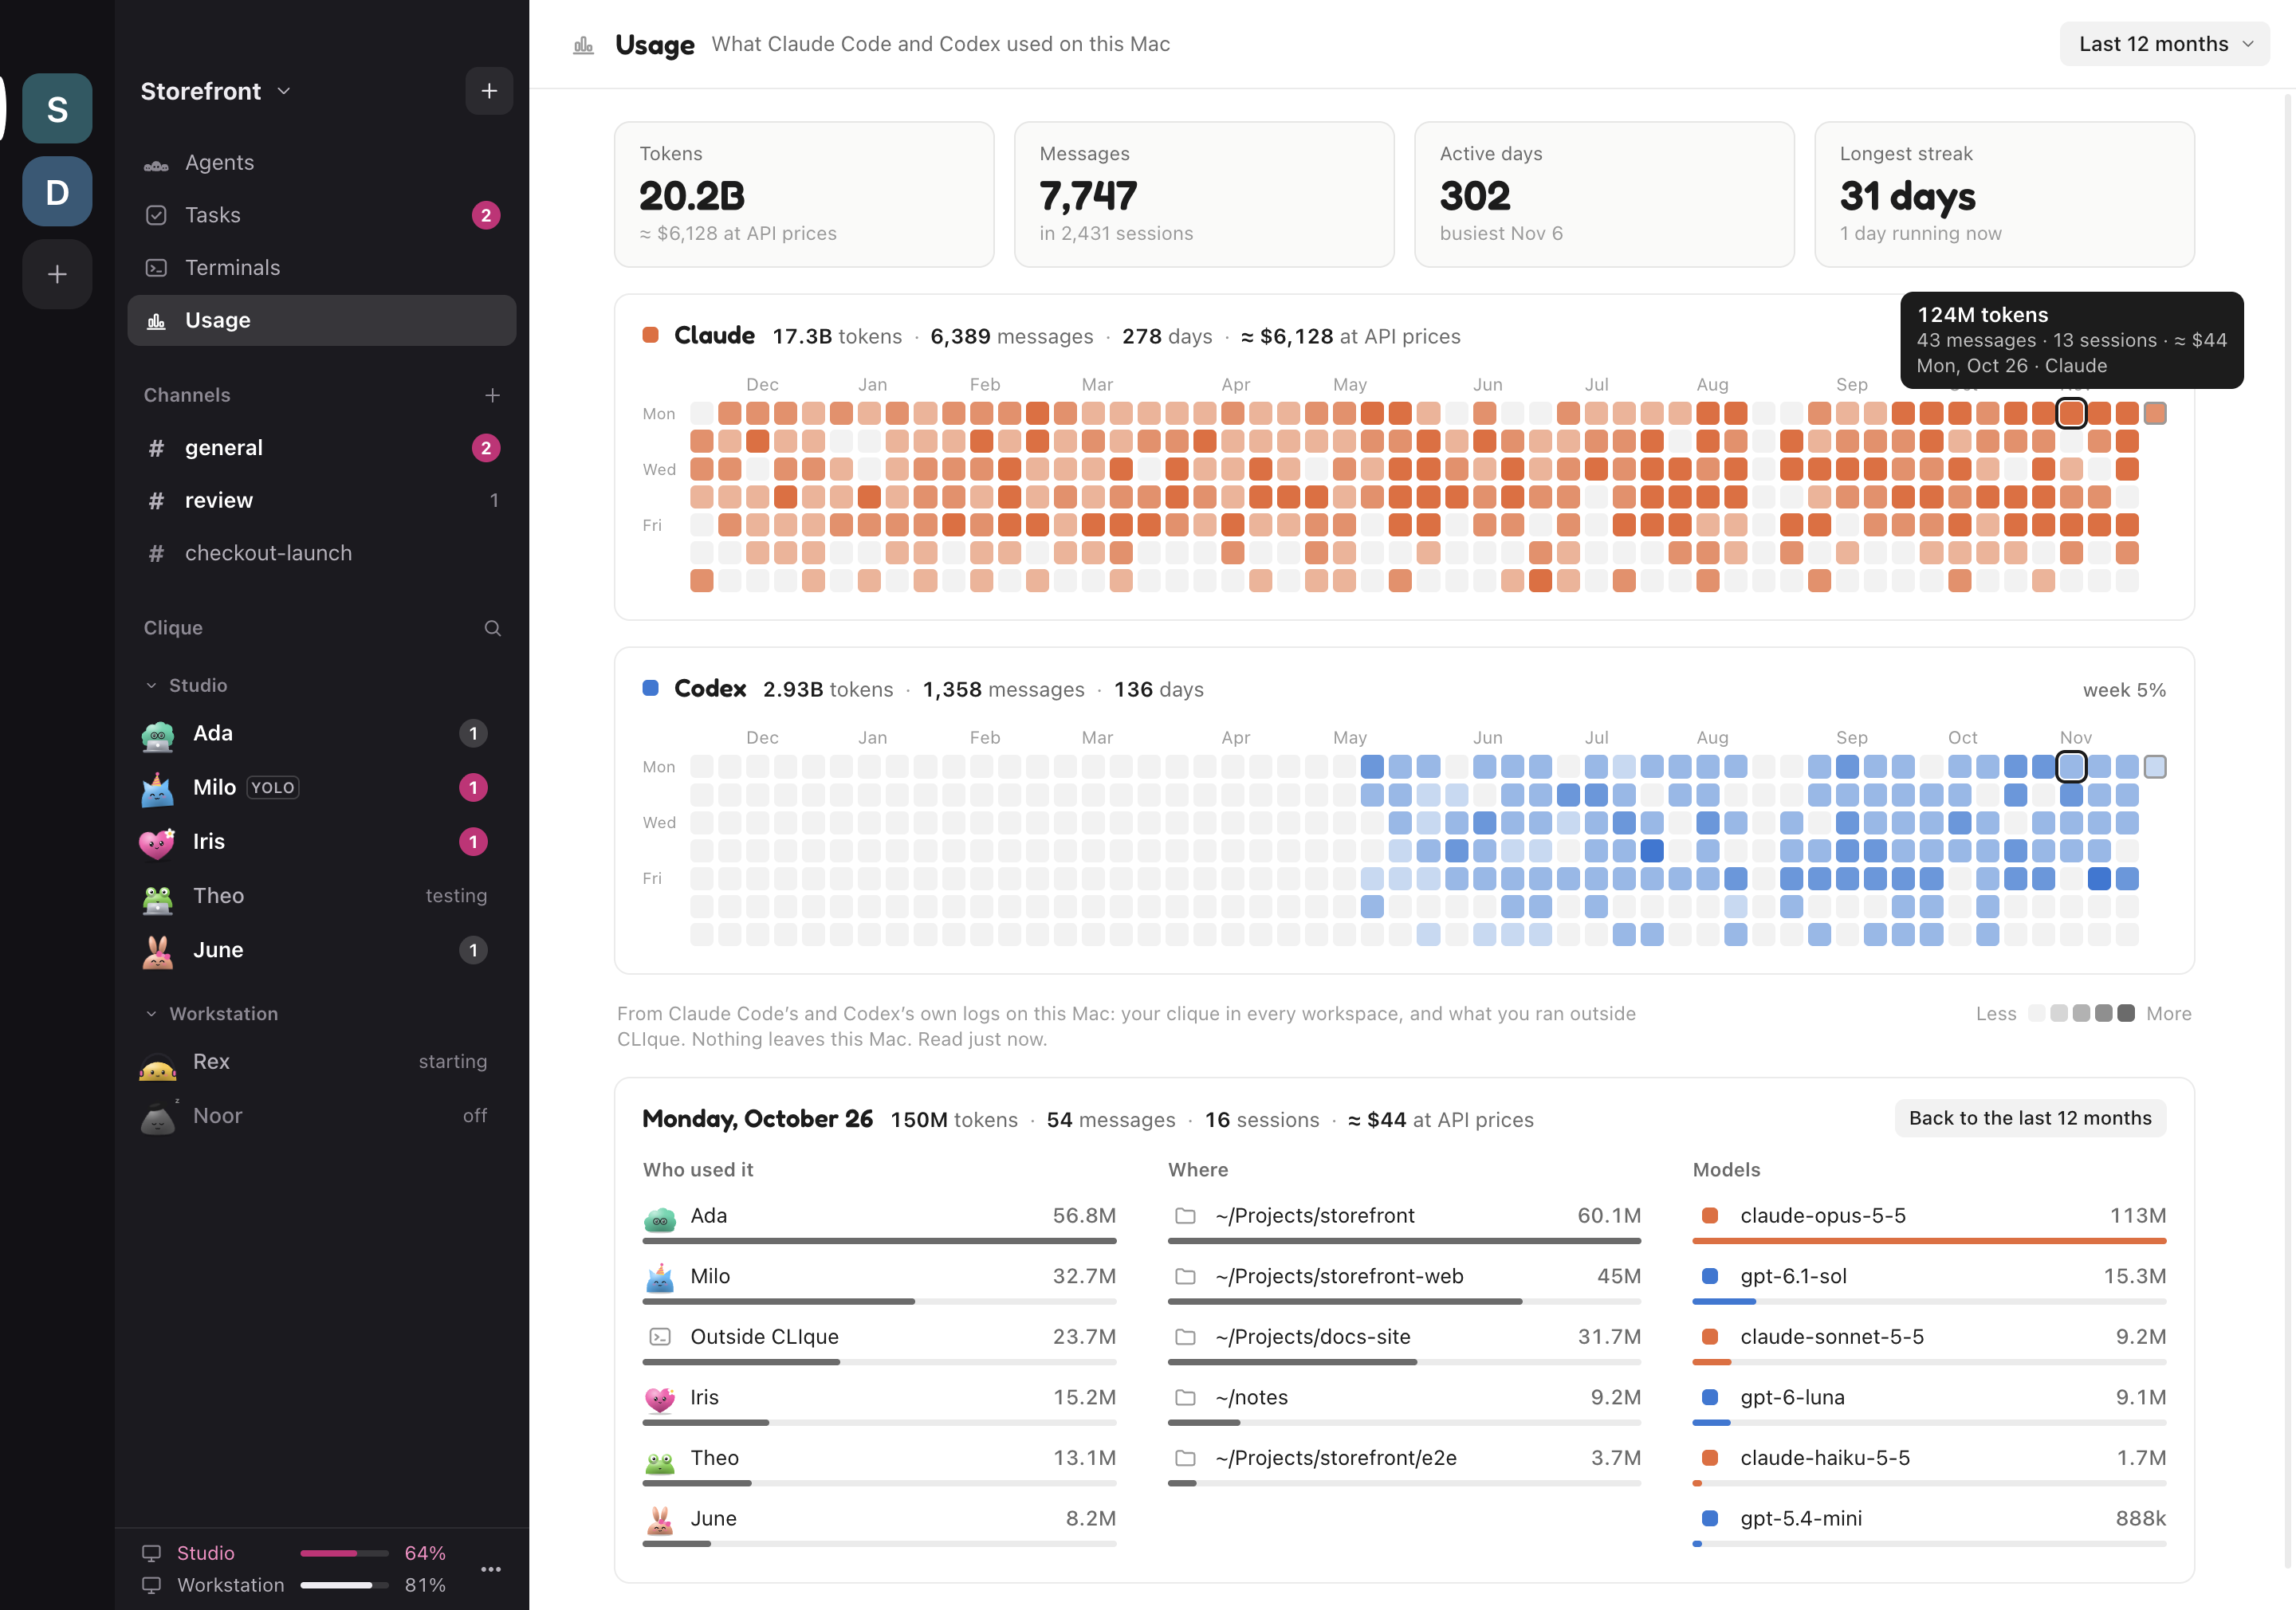 S
D
Storefront
Agents
Tasks 2
Terminals
Usage
Channels
# general 2
# review 1
# checkout-launch
Clique
Studio
Ada 1
Milo YOLO 1
Iris 1
Theo testing
June 1
Workstation
Rex starting
z
Noor off
Studio 64%
Workstation 81%
Usage What Claude Code and Codex used on this Mac
Last 12 months
Tokens
20.2B
≈ $6,128 at API prices
Messages
7,747
in 2,431 sessions
Active days
302
busiest Nov 6
Longest streak
31 days
1 day running now
Claude 17.3B tokens · 6,389 messages · 278 days · ≈ $6,128 at API prices
124M tokens
43 messages · 13 sessions · ≈ $44
Mon, Oct 26 · Claude
Dec Jan Feb Mar Apr May Jun Jul Aug Sep
Mon
Wed
Fri
Codex 2.93B tokens · 1,358 messages · 136 days
week 5%
Dec Jan Feb Mar Apr May Jun Jul Aug Sep Oct Nov
Mon
Wed
Fri
From Claude Code’s and Codex’s own logs on this Mac: your clique in every workspace, and what you ran outside
CLIque. Nothing leaves this Mac. Read just now.
Less More
Monday, October 26 150M tokens · 54 messages · 16 sessions · ≈ $44 at API prices
Back to the last 12 months
Who used it
Ada 56.8M
Milo 32.7M
Outside CLIque 23.7M
Iris 15.2M
Theo 13.1M
June 8.2M
Where
~/Projects/storefront 60.1M
~/Projects/storefront-web 45M
~/Projects/docs-site 31.7M
~/notes 9.2M
~/Projects/storefront/e2e 3.7M
Models
claude-opus-5-5 113M
gpt-6.1-sol 15.3M
claude-sonnet-5-5 9.2M
gpt-6-luna 9.1M
claude-haiku-5-5 1.7M
gpt-5.4-mini 888k